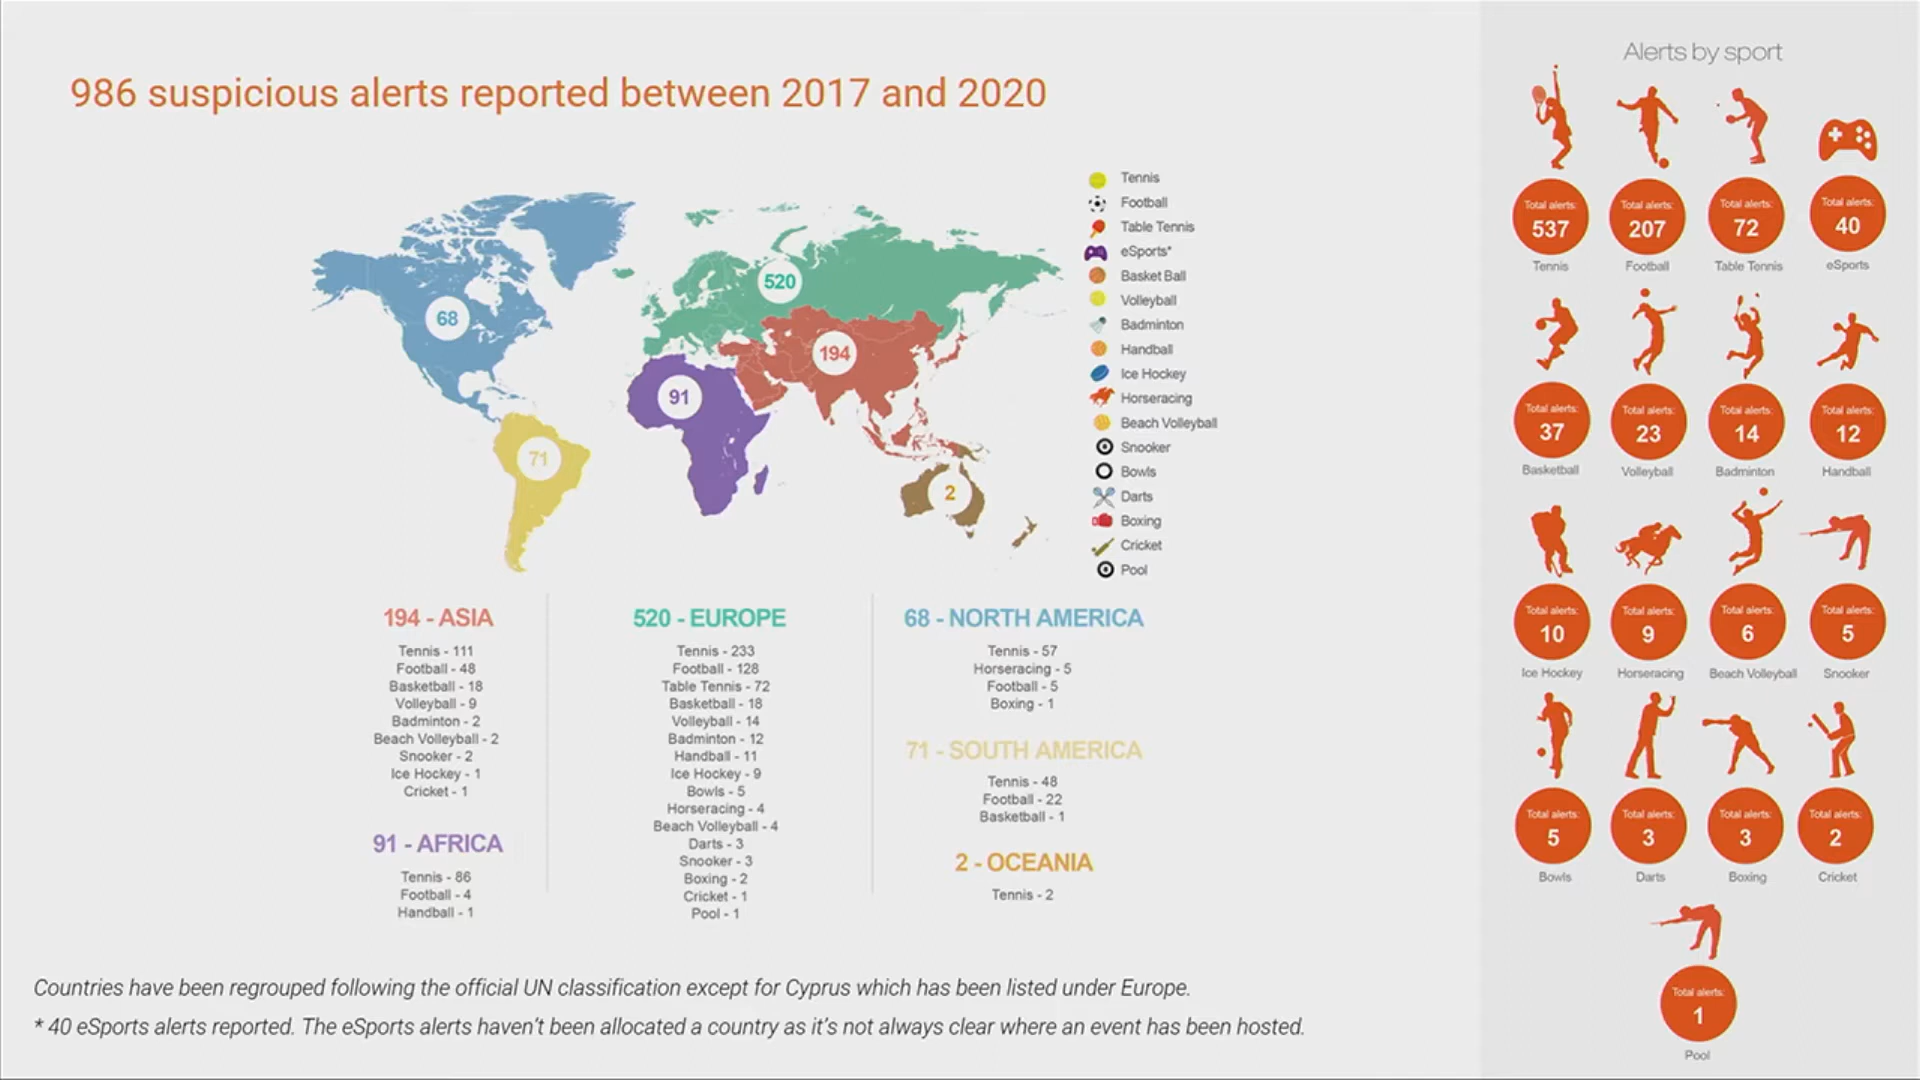 986 suspicious alerts reported between 2017 and 2020
68
520
194
91
71
2
Tennis
Football
Table Tennis
eSports*
Basket Ball
Volleyball
Badminton
Handball
Ice Hockey
Horseracing
Beach Volleyball
Snooker
Bowls
Darts
Boxing
Cricket
Pool
194 - ASIA
Tennis - 111
Football - 48
Basketball - 18
Volleyball - 9
Badminton - 2
Beach Volleyball - 2
Snooker - 2
Ice Hockey - 1
Cricket - 1
91 - AFRICA
Tennis - 86
Football - 4
Handball - 1
520 - EUROPE
Tennis - 233
Football - 128
Table Tennis - 72
Basketball - 18
Volleyball - 14
Badminton - 12
Handball - 11
Ice Hockey - 9
Bowls - 5
Horseracing - 4
Beach Volleyball - 4
Darts - 3
Snooker - 3
Boxing - 2
Cricket - 1
Pool - 1
68 - NORTH AMERICA
Tennis - 57
Horseracing - 5
Football - 5
Boxing - 1
71 - SOUTH AMERICA
Tennis - 48
Football - 22
Basketball - 1
2 - OCEANIA
Tennis - 2
Countries have been regrouped following the official UN classification except for Cyprus which has been listed under Europe.
* 40 eSports alerts reported. The eSports alerts haven't been allocated a country as it's not always clear where an event has been hosted.
Alerts by sport
Total alerts:
537
Tennis
Total alerts:
207
Football
Total alerts:
72
Table Tennis
Total alerts:
40
eSports
Total alerts:
37
Basketball
Total alerts:
23
Volleyball
Total alerts:
14
Badminton
Total alerts:
12
Handball
Total alerts:
10
Ice Hockey
Total alerts:
9
Horseracing
Total alerts:
6
Beach Volleyball
Total alerts:
5
Snooker
Total alerts:
5
Bowls
Total alerts:
3
Darts
Total alerts:
3
Boxing
Total alerts:
2
Cricket
Total alerts:
1
Pool